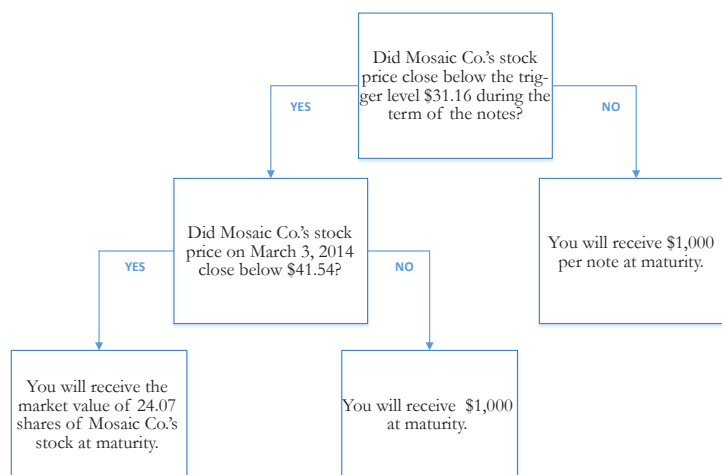 Did Mosaic Co.'s stock
price close below the trig-
ger level $31.16 during the
term of the notes?
YES
NO
Did Mosaic Co.'s stock
price on March 3, 2014
close below $41.54?
You will receive $1,000
per note at maturity.
YES
NO
You will receive the
market value of 24.07
shares of Mosaic Co.'s
stock at maturity.
You will receive $1,000
at maturity.